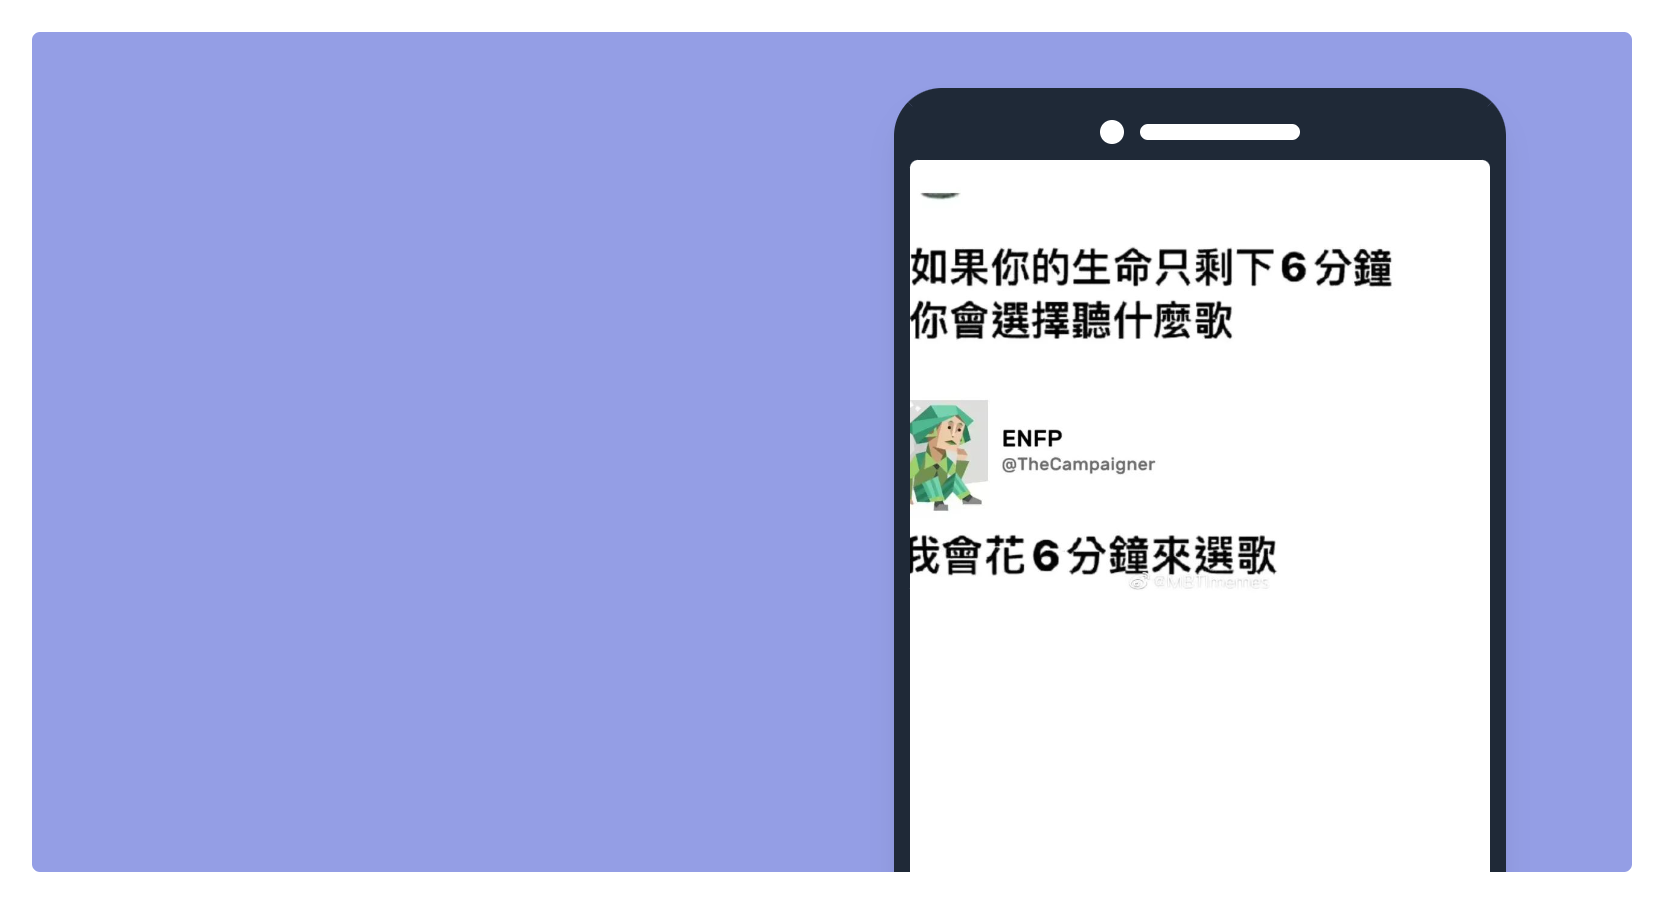 如果你的生命只剩下6分鐘
你會選擇聽什麼歌
ENFP
@TheCampaigner
我會花6分鐘來選歌
@MBTImemes